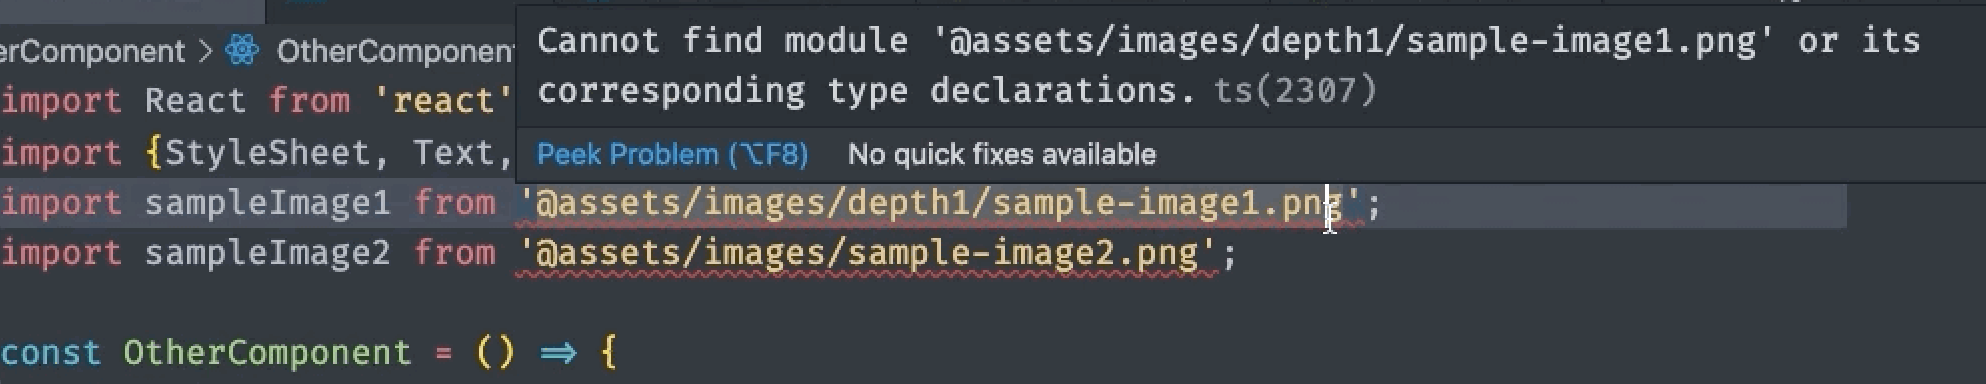 erComponent > OtherComponen
Cannot find module '@assets/images/depth1/sample-image1.png' or its
corresponding type declarations. ts(2307)
Peek Problem (⌥F8) No quick fixes available
import React from 'react'
import {StyleSheet, Text,
import sampleImage1 from '@assets/images/depth1/sample-image1.png';
import sampleImage2 from '@assets/images/sample-image2.png';
const OtherComponent = () => {